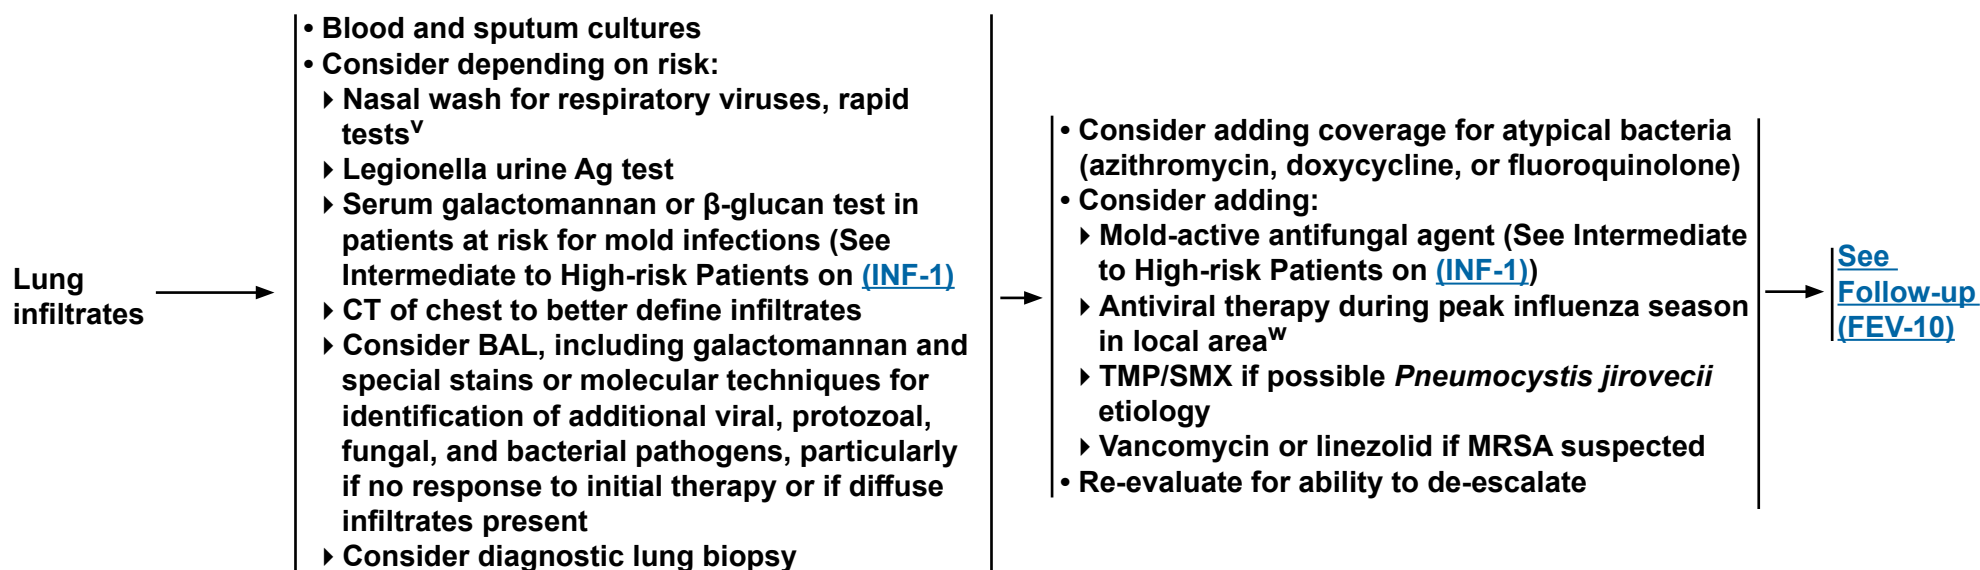 Lung
infiltrates
• Blood and sputum cultures
• Consider depending on risk:
‣ Nasal wash for respiratory viruses, rapid
testsᵛ
‣ Legionella urine Ag test
‣ Serum galactomannan or β-glucan test in
patients at risk for mold infections (See
Intermediate to High-risk Patients on (INF-1)
‣ CT of chest to better define infiltrates
‣ Consider BAL, including galactomannan and
special stains or molecular techniques for
identification of additional viral, protozoal,
fungal, and bacterial pathogens, particularly
if no response to initial therapy or if diffuse
infiltrates present
‣ Consider diagnostic lung biopsy
• Consider adding coverage for atypical bacteria
(azithromycin, doxycycline, or fluoroquinolone)
• Consider adding:
‣ Mold-active antifungal agent (See Intermediate
to High-risk Patients on (INF-1))
‣ Antiviral therapy during peak influenza season
in local areaʷ
‣ TMP/SMX if possible Pneumocystis jirovecii
etiology
‣ Vancomycin or linezolid if MRSA suspected
• Re-evaluate for ability to de-escalate
See
Follow-up
(FEV-10)